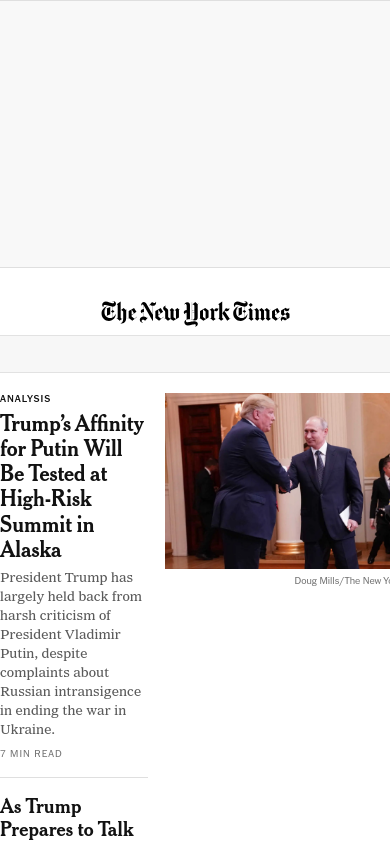 The New York Times
ANALYSIS
Trump’s Affinity
for Putin Will
Be Tested at
High-Risk
Summit in
Alaska
President Trump has
largely held back from
harsh criticism of
President Vladimir
Putin, despite
complaints about
Russian intransigence
in ending the war in
Ukraine.
7 MIN READ
Doug Mills/The New
As Trump
Prepares to Talk